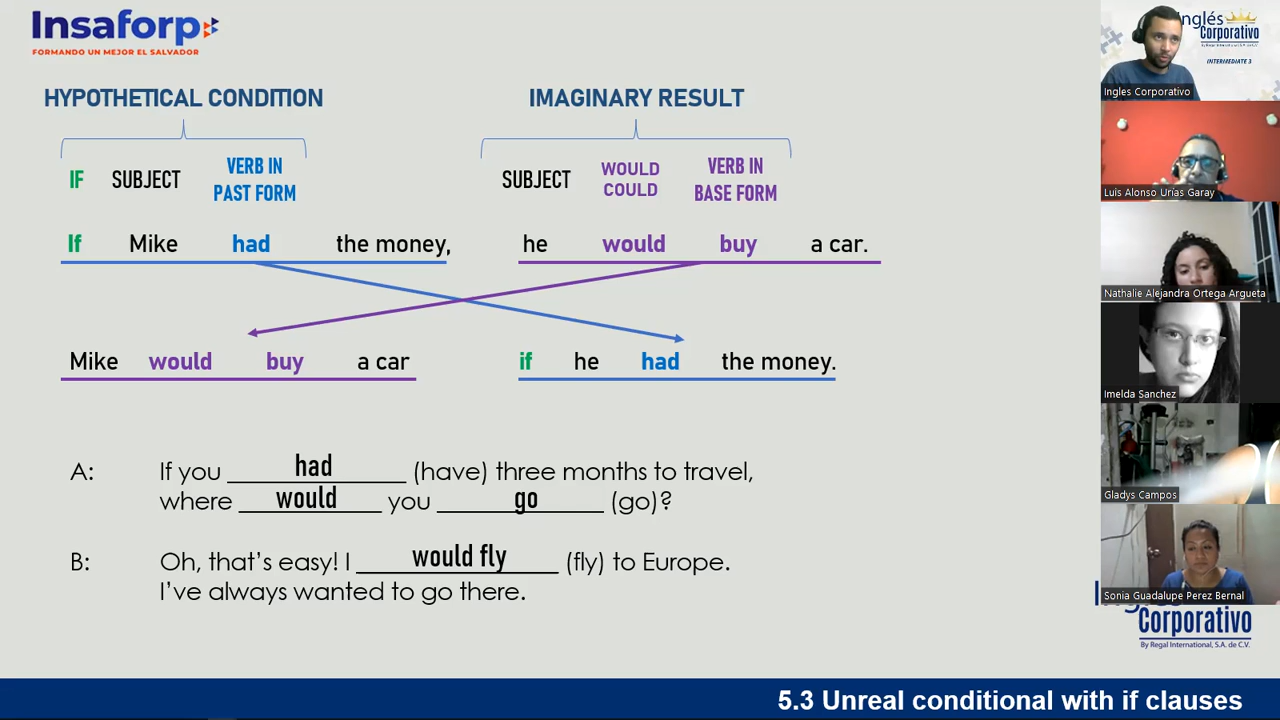 Insaforp
FORMANDO UN MEJOR EL SALVADOR
HYPOTHETICAL CONDITION
IMAGINARY RESULT
IF SUBJECT VERB IN PAST FORM
SUBJECT WOULD COULD VERB IN BASE FORM
If Mike had the money, he would buy a car.
Mike would buy a car if he had the money.
A: If you had (have) three months to travel,
where would you go (go)?
B: Oh, that's easy! I would fly (fly) to Europe.
I've always wanted to go there.
5.3 Unreal conditional with if clauses
Inglés
Corporativo
By Regal International, S.A. de C.V.
INTERMEDIATE 3
Ingles Corporativo
Luis Alonso Urías Garay
Nathalie Alejandra Ortega Argueta
Imelda Sanchez
Gladys Campos
Sonia Guadalupe Perez Bernal
Corporativo
By Regal International, S.A. de C.V.